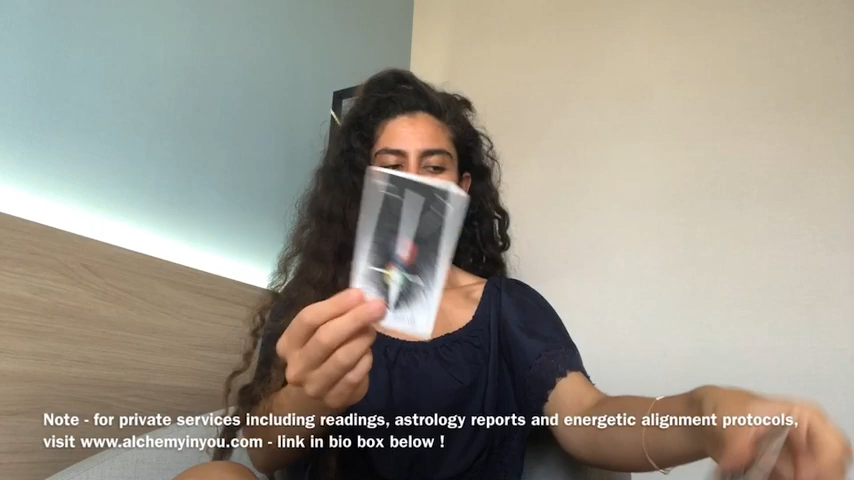 Note - for private services including readings, astrology reports and energetic alignment protocols,
visit www.alchemyinyou.com - link in bio box below !